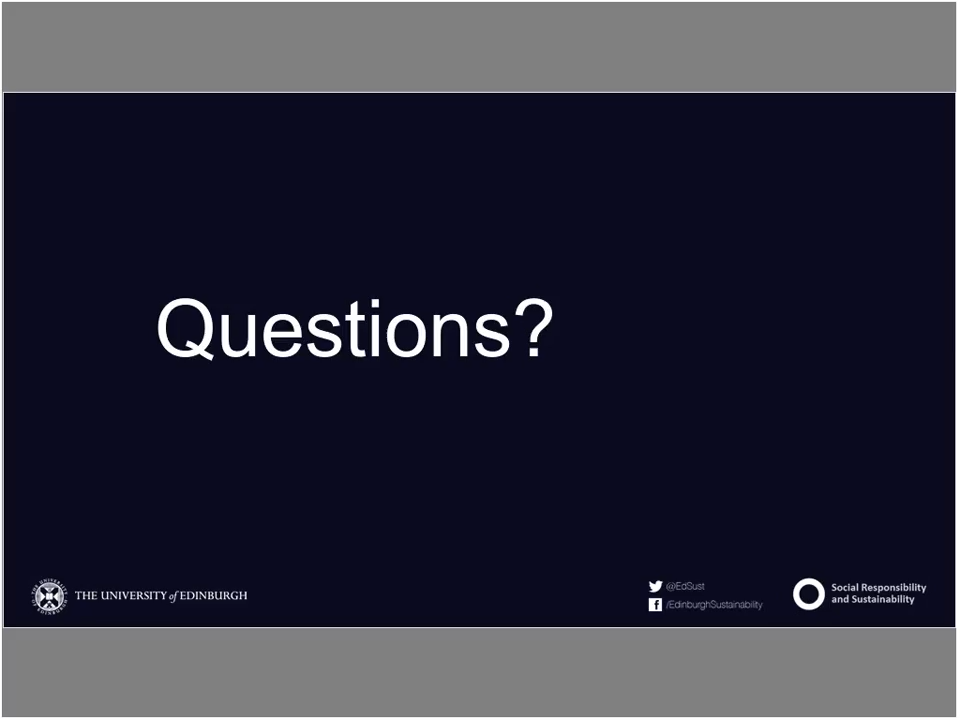 Questions?
THE UNIVERSITY of EDINBURGH
@EdSust
/EdinburghSustainability
Social Responsibility
and Sustainability